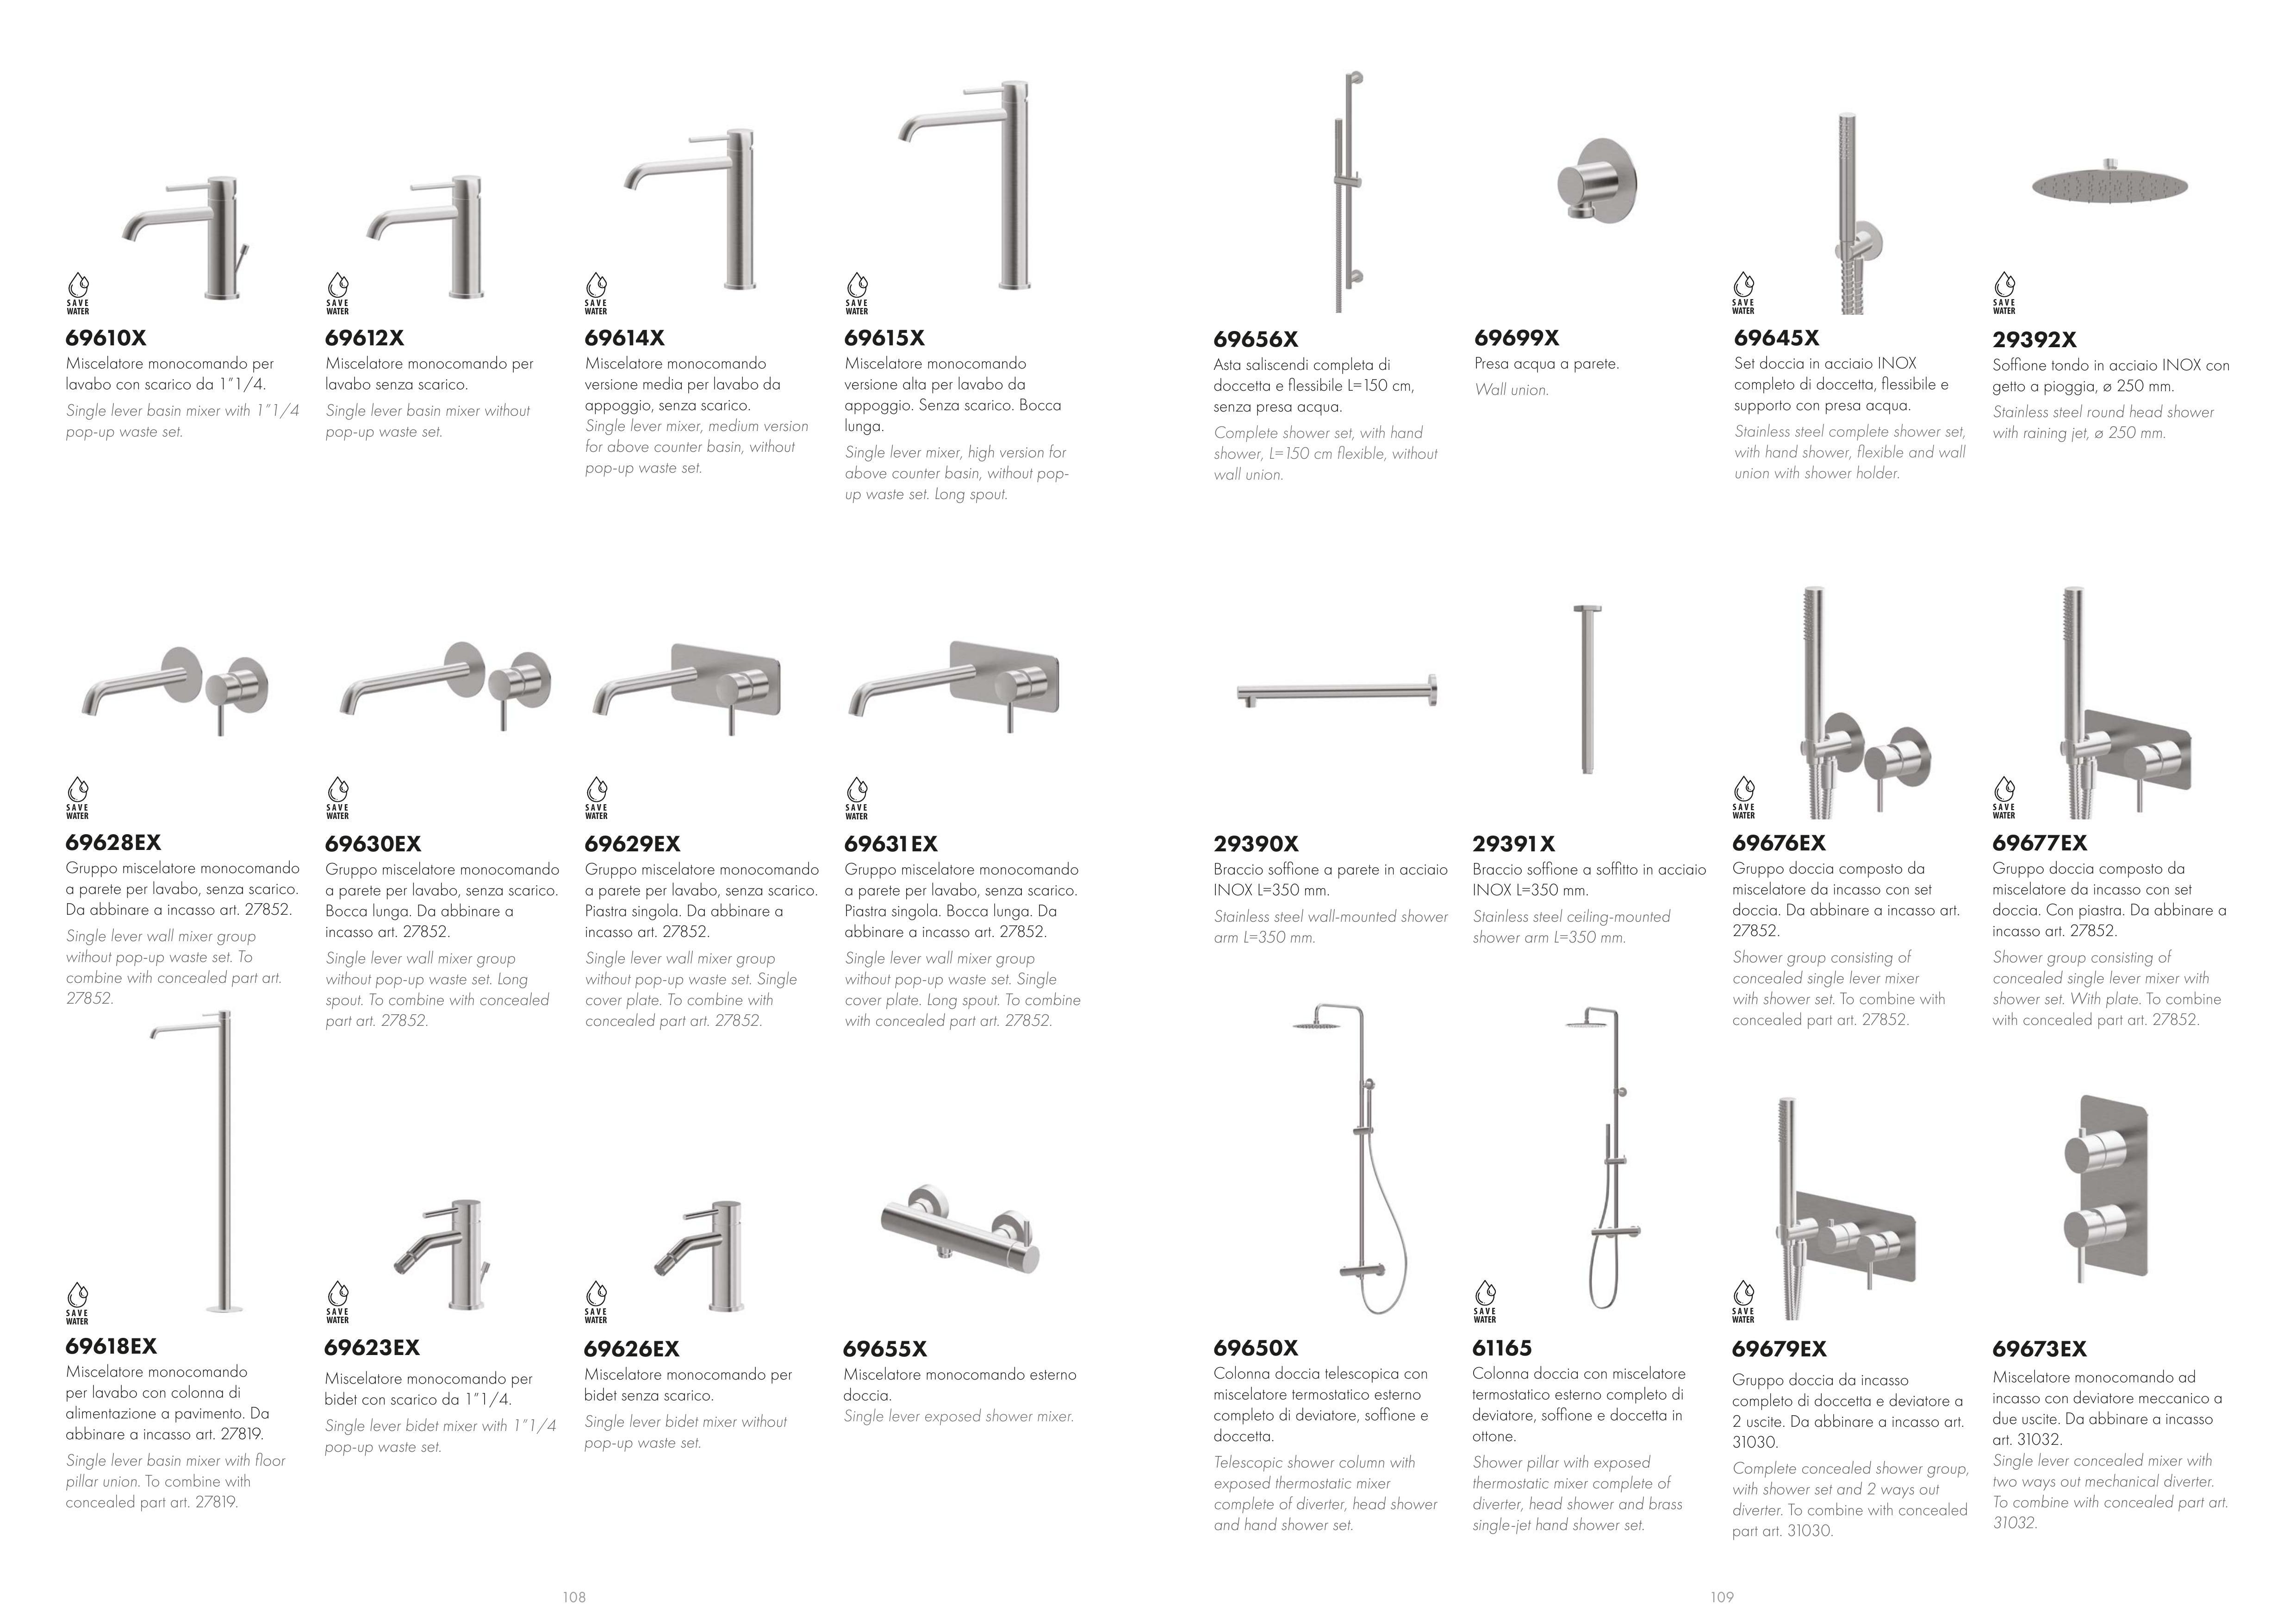 SAVE
WATER
69610X
Miscelatore monocomando per
lavabo con scarico da 1”1/4.
Single lever basin mixer with 1”1/4
pop-up waste set.
SAVE
WATER
69612X
Miscelatore monocomando per
lavabo senza scarico.
Single lever basin mixer without
pop-up waste set.
SAVE
WATER
69614X
Miscelatore monocomando
versione media per lavabo da
appoggio, senza scarico.
Single lever mixer, medium version
for above counter basin, without
pop-up waste set.
SAVE
WATER
69615X
Miscelatore monocomando
versione alta per lavabo da
appoggio. Senza scarico. Bocca
lunga.
Single lever mixer, high version for
above counter basin, without pop-
up waste set. Long spout.
SAVE
WATER
69628EX
Gruppo miscelatore monocomando
a parete per lavabo, senza scarico.
Da abbinare a incasso art. 27852.
Single lever wall mixer group
without pop-up waste set. To
combine with concealed part art.
27852.
SAVE
WATER
69630EX
Gruppo miscelatore monocomando
a parete per lavabo, senza scarico.
Bocca lunga. Da abbinare a
incasso art. 27852.
Single lever wall mixer group
without pop-up waste set. Long
spout. To combine with concealed
part art. 27852.
SAVE
WATER
69629EX
Gruppo miscelatore monocomando
a parete per lavabo, senza scarico.
Piastra singola. Da abbinare a
incasso art. 27852.
Single lever wall mixer group
without pop-up waste set. Single
cover plate. To combine with
concealed part art. 27852.
SAVE
WATER
69631EX
Gruppo miscelatore monocomando
a parete per lavabo, senza scarico.
Piastra singola. Bocca lunga. Da
abbinare a incasso art. 27852.
Single lever wall mixer group
without pop-up waste set. Single
cover plate. Long spout. To combine
with concealed part art. 27852.
SAVE
WATER
69618EX
Miscelatore monocomando
per lavabo con colonna di
alimentazione a pavimento. Da
abbinare a incasso art. 27819.
Single lever basin mixer with floor
pillar union. To combine with
concealed part art. 27819.
SAVE
WATER
69623EX
Miscelatore monocomando per
bidet con scarico da 1”1/4.
Single lever bidet mixer with 1”1/4
pop-up waste set.
SAVE
WATER
69626EX
Miscelatore monocomando per
bidet senza scarico.
Single lever bidet mixer without
pop-up waste set.
69655X
Miscelatore monocomando esterno
doccia.
Single lever exposed shower mixer.
108
69656X
Asta saliscendi completa di
doccetta e flessibile L=150 cm,
senza presa acqua.
Complete shower set, with hand
shower, L=150 cm flexible, without
wall union.
69699X
Presa acqua a parete.
Wall union.
SAVE
WATER
69645X
Set doccia in acciaio INOX
completo di doccetta, flessibile e
supporto con presa acqua.
Stainless steel complete shower set,
with hand shower, flexible and wall
union with shower holder.
SAVE
WATER
29392X
Soffione tondo in acciaio INOX con
getto a pioggia, ø 250 mm.
Stainless steel round head shower
with raining jet, ø 250 mm.
29390X
Braccio soffione a parete in acciaio
INOX L=350 mm.
Stainless steel wall-mounted shower
arm L=350 mm.
29391X
Braccio soffione a soffitto in acciaio
INOX L=350 mm.
Stainless steel ceiling-mounted
shower arm L=350 mm.
SAVE
WATER
69676EX
Gruppo doccia composto da
miscelatore da incasso con set
doccia. Da abbinare a incasso art.
27852.
Shower group consisting of
concealed single lever mixer
with shower set. To combine with
concealed part art. 27852.
SAVE
WATER
69677EX
Gruppo doccia composto da
miscelatore da incasso con set
doccia. Con piastra. Da abbinare a
incasso art. 27852.
Shower group consisting of
concealed single lever mixer with
shower set. With plate. To combine
with concealed part art. 27852.
69650X
Colonna doccia telescopica con
miscelatore termostatico esterno
completo di deviatore, soffione e
doccetta.
Telescopic shower column with
exposed thermostatic mixer
complete of diverter, head shower
and hand shower set.
SAVE
WATER
61165
Colonna doccia con miscelatore
termostatico esterno completo di
deviatore, soffione e doccetta in
ottone.
Shower pillar with exposed
thermostatic mixer complete of
diverter, head shower and brass
single-jet hand shower set.
SAVE
WATER
69679EX
Gruppo doccia da incasso
completo di doccetta e deviatore a
2 uscite. Da abbinare a incasso art.
31030.
Complete concealed shower group,
with shower set and 2 ways out
diverter. To combine with concealed
part art. 31030.
69673EX
Miscelatore monocomando ad
incasso con deviatore meccanico a
due uscite. Da abbinare a incasso
art. 31032.
Single lever concealed mixer with
two ways out mechanical diverter.
To combine with concealed part art.
31032.
109